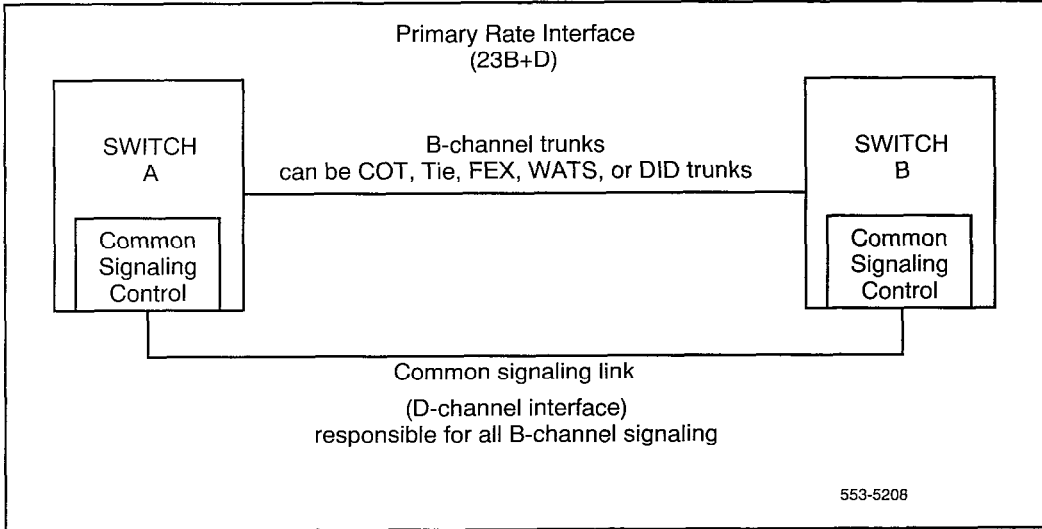 Primary Rate Interface
(23B+D)
SWITCH
A
B-channel trunks
can be COT, Tie, FEX, WATS, or DID trunks
SWITCH
B
Common
Signaling
Control
Common
Signaling
Control
Common signaling link
(D-channel interface)
responsible for all B-channel signaling
553-5208